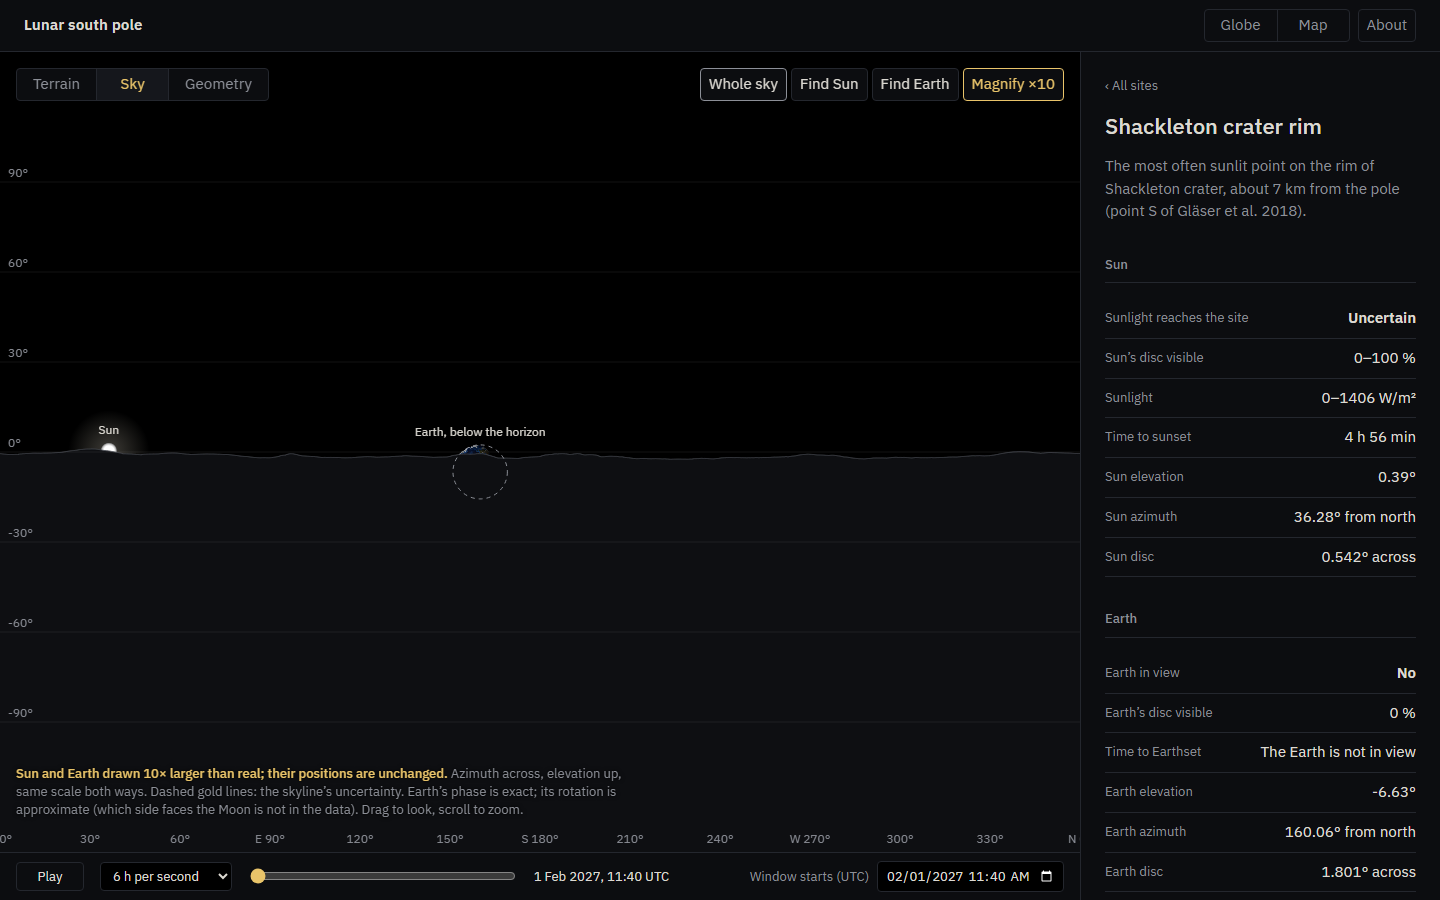 Lunar south pole
Globe
Map
About
Terrain
Sky
Geometry
Whole sky
Find Sun
Find Earth
Magnify ×10
90°
60°
30°
0°
-30°
-60°
-90°
Sun
Earth, below the horizon
Sun and Earth drawn 10× larger than real; their positions are unchanged. Azimuth across, elevation up,
same scale both ways. Dashed gold lines: the skyline’s uncertainty. Earth’s phase is exact; its rotation is
approximate (which side faces the Moon is not in the data). Drag to look, scroll to zoom.
0° 30° 60° E 90° 120° 150° S 180° 210° 240° W 270° 300° 330° N
Play
6 h per second
1 Feb 2027, 11:40 UTC
Window starts (UTC)
02/01/2027 11:40 AM
‹ All sites
Shackleton crater rim
The most often sunlit point on the rim of
Shackleton crater, about 7 km from the pole
(point S of Gläser et al. 2018).
Sun
Sunlight reaches the site Uncertain
Sun’s disc visible 0–100 %
Sunlight 0–1406 W/m²
Time to sunset 4 h 56 min
Sun elevation 0.39°
Sun azimuth 36.28° from north
Sun disc 0.542° across
Earth
Earth in view No
Earth’s disc visible 0 %
Time to Earthset The Earth is not in view
Earth elevation -6.63°
Earth azimuth 160.06° from north
Earth disc 1.801° across